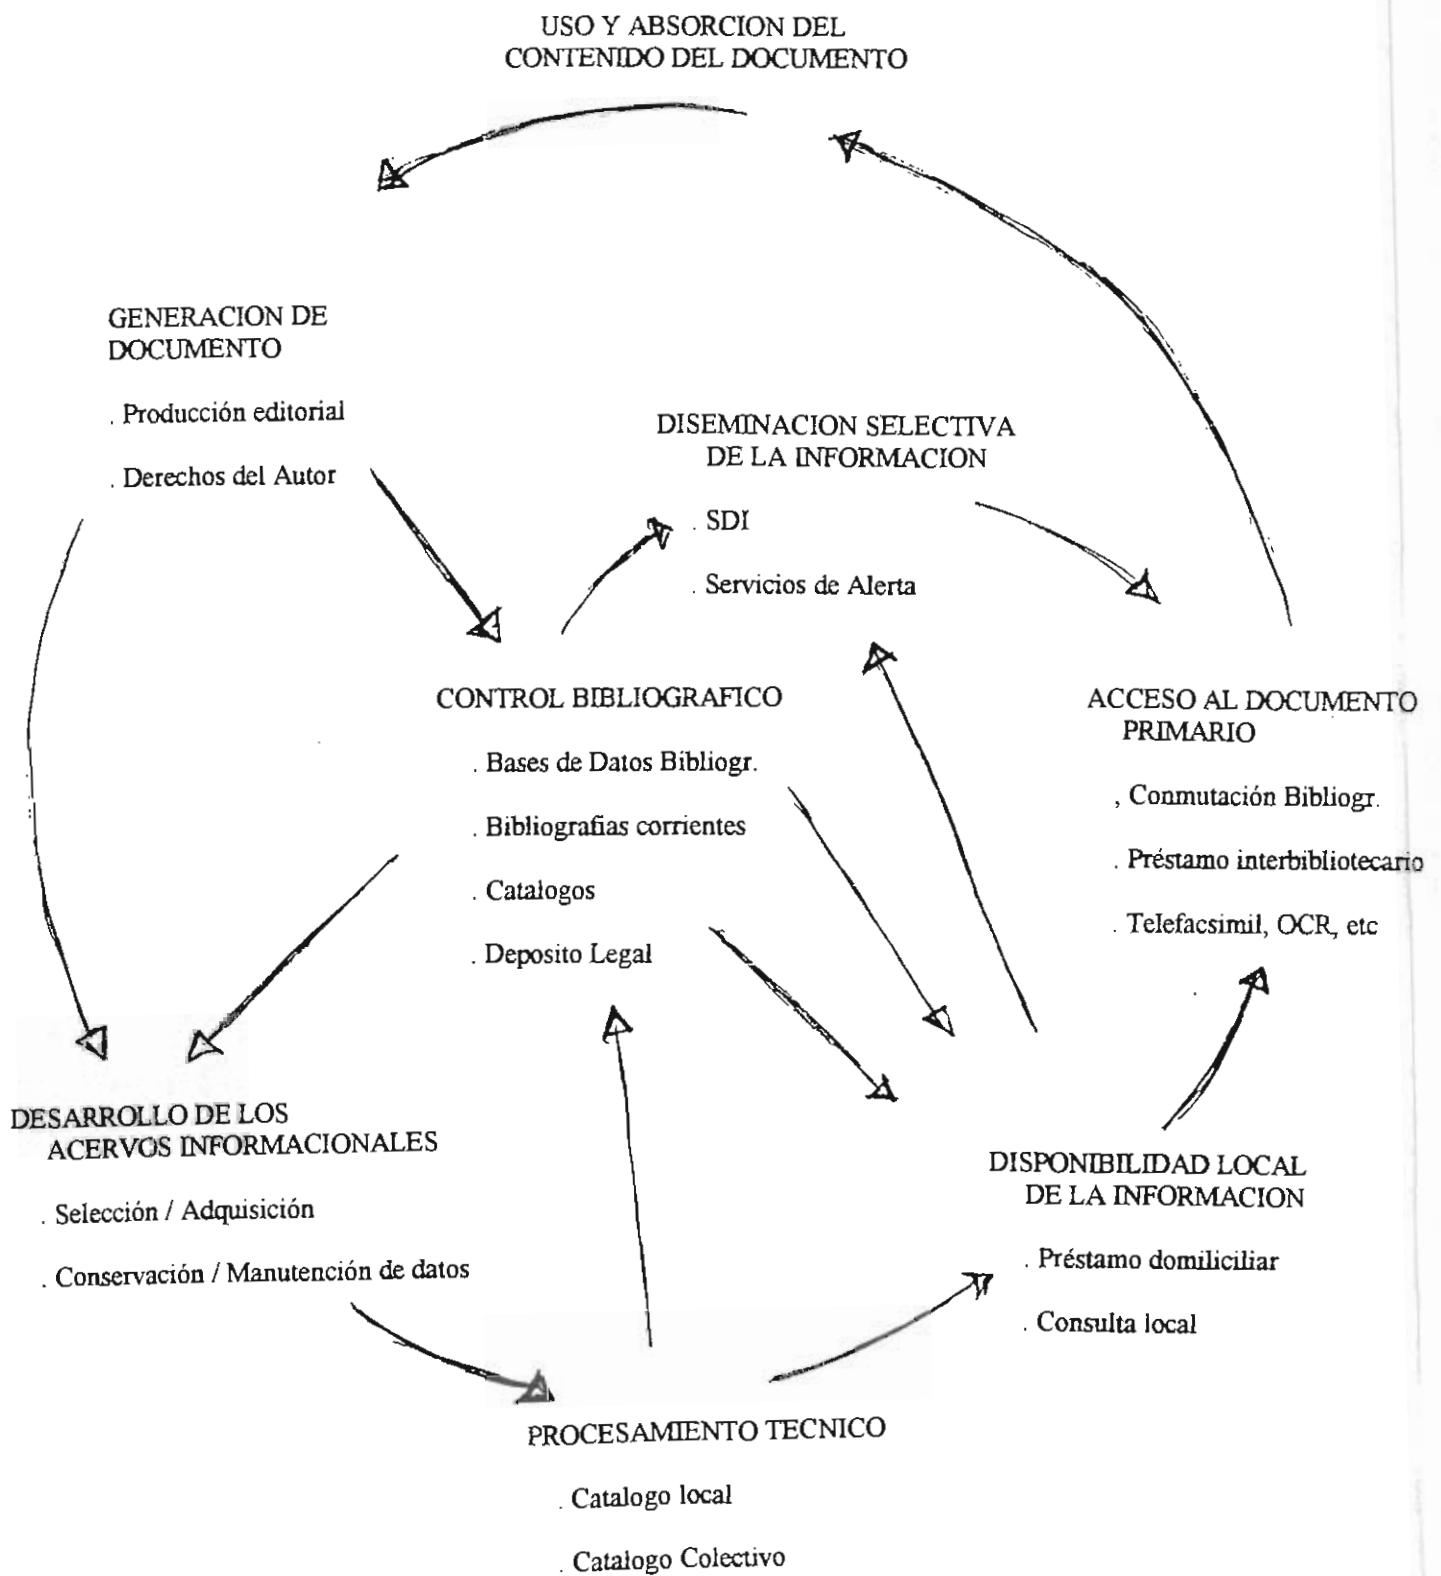 USO Y ABSORCION DEL
CONTENIDO DEL DOCUMENTO
GENERACION DE
DOCUMENTO
. Producción editorial
. Derechos del Autor
DISEMINACION SELECTIVA
DE LA INFORMACION
. SDI
. Servicios de Alerta
CONTROL BIBLIOGRAFICO
. Bases de Datos Bibliogr.
. Bibliografias corrientes
. Catalogos
. Deposito Legal
ACCESO AL DOCUMENTO
PRIMARIO
, Conmutación Bibliogr.
. Préstamo interbibliotecario
. Telefacsimil, OCR, etc
DESARROLLO DE LOS
ACERVOS INFORMACIONALES
. Selección / Adquisición
. Conservación / Manutención de datos
DISPONIBILIDAD LOCAL
DE LA INFORMACION
. Préstamo domiliciliar
. Consulta local
PROCESAMIENTO TECNICO
. Catalogo local
. Catalogo Colectivo